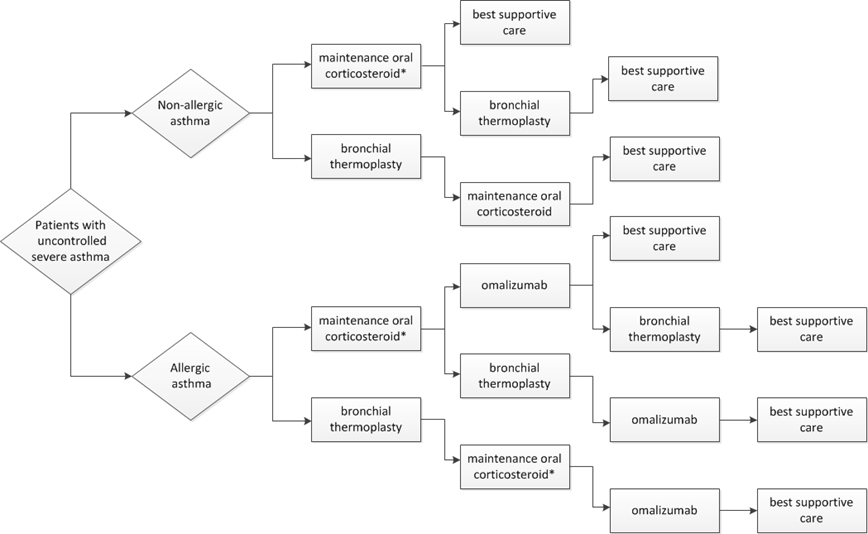 best supportive
care
maintenance oral
corticosteroid*
best supportive
care
Non-allergic
asthma
bronchial
thermoplasty
bronchial
thermoplasty
best supportive
care
maintenance oral
corticosteroid
Patients with
uncontrolled
severe asthma
best supportive
care
omalizumab
maintenance oral
corticosteroid*
bronchial
thermoplasty
best supportive
care
Allergic
asthma
bronchial
thermoplasty
bronchial
thermoplasty
omalizumab
best supportive
care
maintenance oral
corticosteroid*
omalizumab
best supportive
care